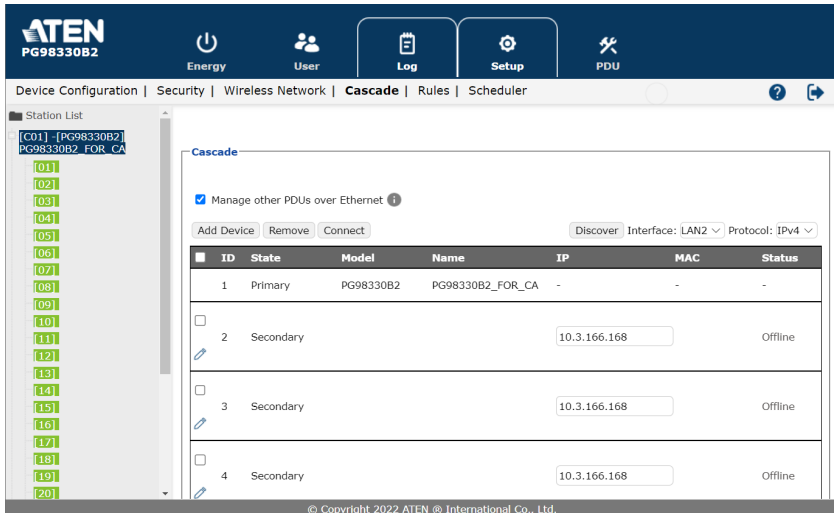 ATEN
PG98330B2
Energy User Log Setup PDU
Device Configuration | Security | Wireless Network | Cascade | Rules | Scheduler ?
Station List
[C01] -[PG98330B2]
PG98330B2_FOR_CA
[01]
[02]
[03]
[04]
[05]
[06]
[07]
[08]
[09]
[10]
[11]
[12]
[13]
[14]
[15]
[16]
[17]
[18]
[19]
[20]
Cascade
Manage other PDUs over Ethernet i
Add Device Remove Connect Discover Interface: LAN2 Protocol: IPv4
ID State Model Name IP MAC Status
1 Primary PG98330B2 PG98330B2_FOR_CA - - -
2 Secondary 10.3.166.168 Offline
3 Secondary 10.3.166.168 Offline
4 Secondary 10.3.166.168 Offline
© Copyright 2022 ATEN ® International Co., Ltd.